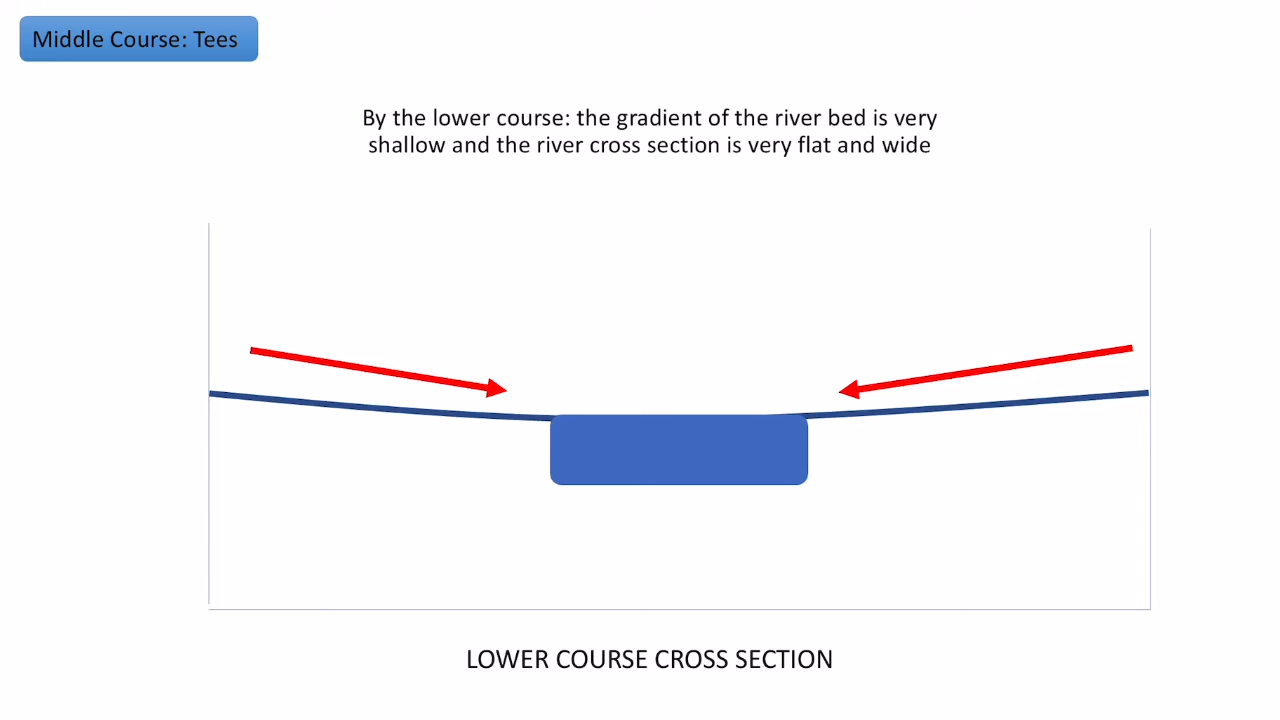 Middle Course: Tees
By the lower course: the gradient of the river bed is very
shallow and the river cross section is very flat and wide
LOWER COURSE CROSS SECTION